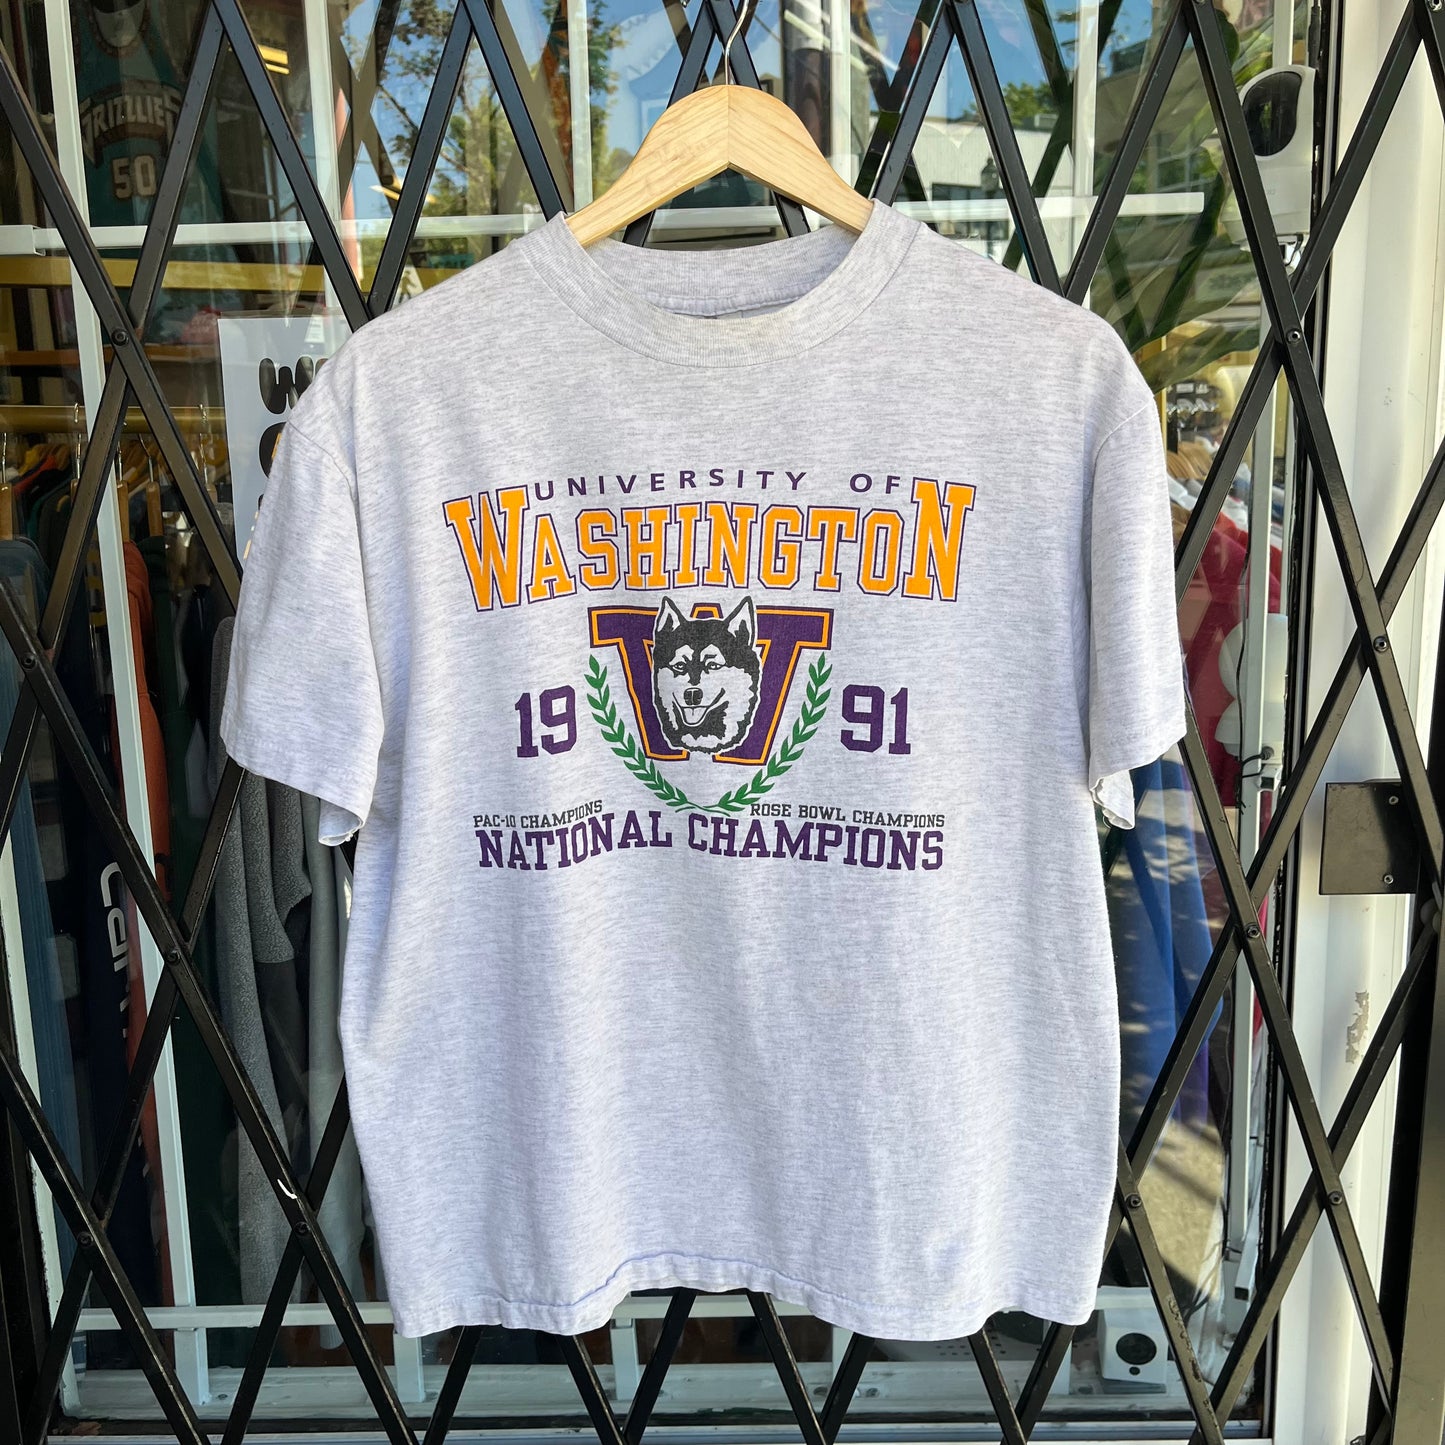 GRIZZLIES
50
UNIVERSITY OF
WASHINGTON
W
19 91
PAC-10 CHAMPIONS ROSE BOWL CHAMPIONS
NATIONAL CHAMPIONS